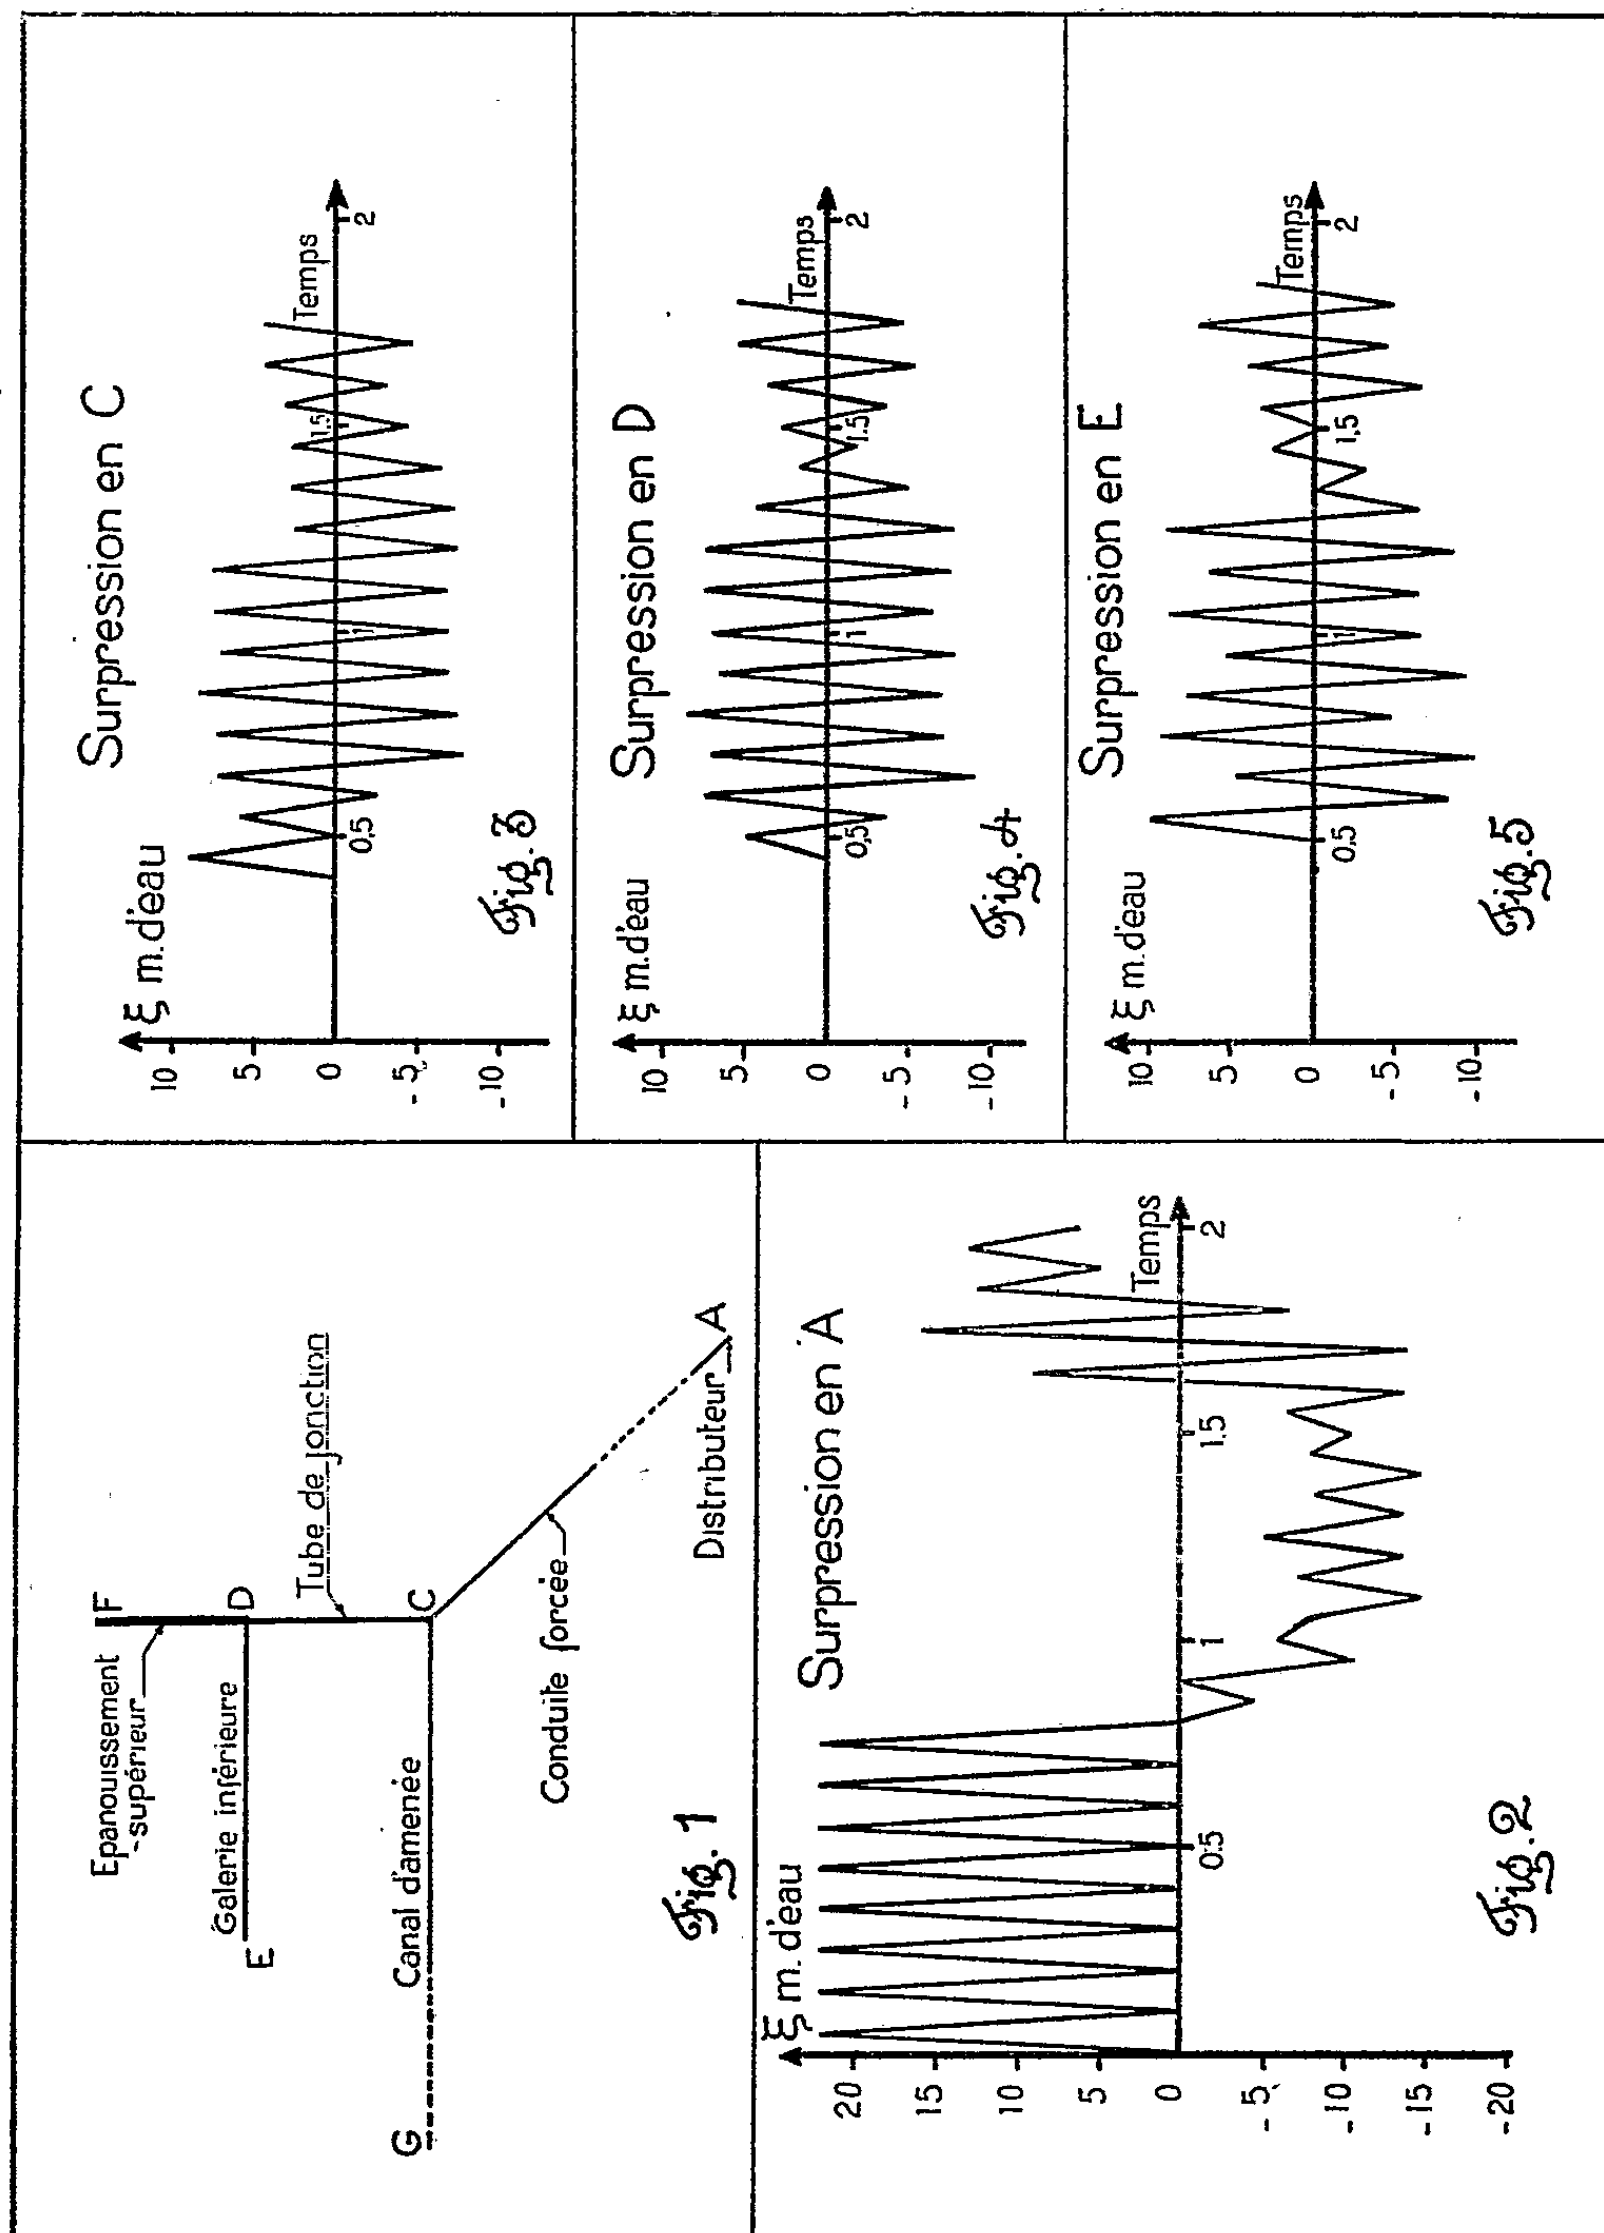 Epanouissement
-supérieur
F
D
Galerie inférieure
E
Tube de jonction
Canal d'amenée
G
C
Conduite forcée
Distributeur
A
Fig. 1
ξ m. d'eau
Surpression en A
20
15
10
5
0
-5
-10
-15
-20
0.5
1
1.5
2
Temps
Fig. 2
Surpression en C
ξ m.d'eau
10
5
0
-5
-10
0.5
1
1.5
2
Temps
Fig. 3
Surpression en D
ξ m.d'eau
10
5
0
-5
-10
0.5
1
1.5
2
Temps
Fig. 4
Surpression en E
ξ m.d'eau
10
5
0
-5
-10
0.5
1
1,5
2
Temps
Fig. 5